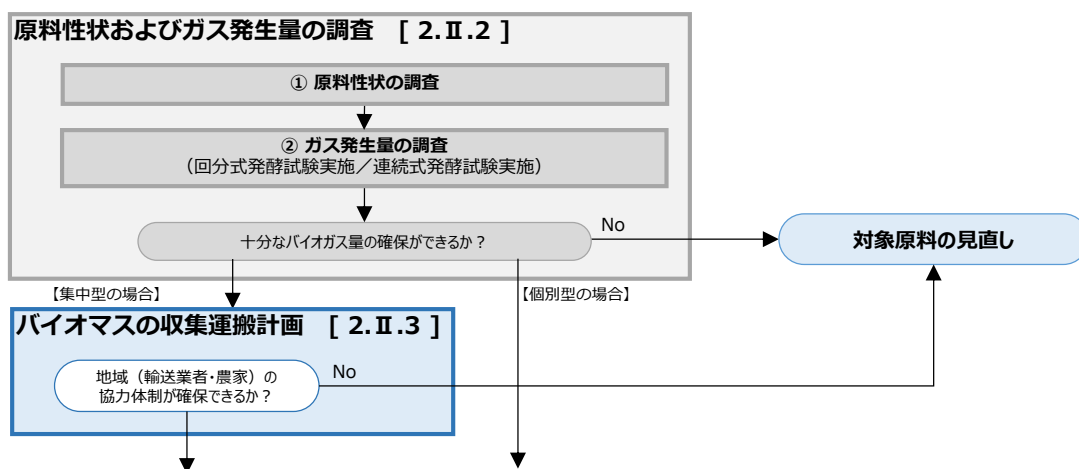 原料性状およびガス発生量の調査 [ 2.Ⅱ.2 ]
① 原料性状の調査
② ガス発生量の調査
(回分式発酵試験実施／連続式発酵試験実施)
十分なバイオガス量の確保ができるか？
No
対象原料の見直し
【集中型の場合】
【個別型の場合】
バイオマスの収集運搬計画 [ 2.Ⅱ.3 ]
地域（輸送業者・農家）の
協力体制が確保できるか？
No